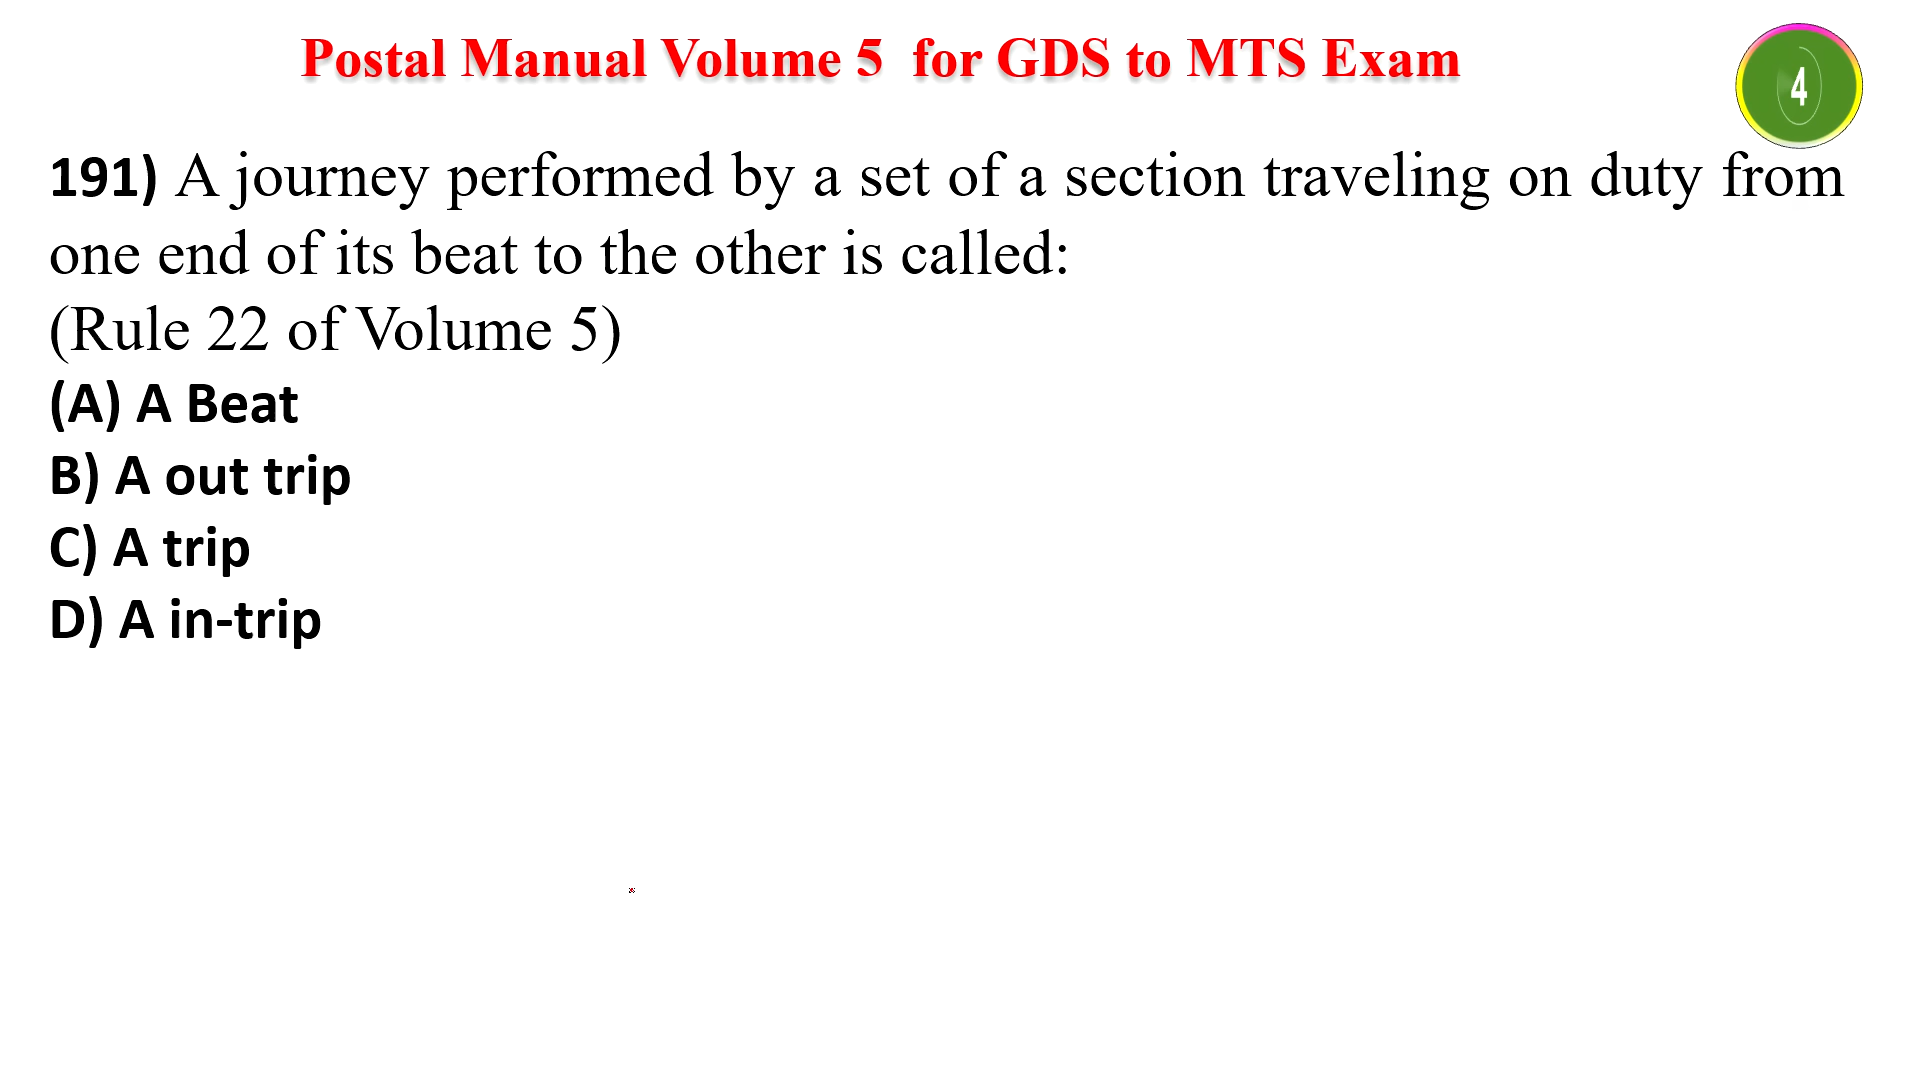 Postal Manual Volume 5 for GDS to MTS Exam
4
191) A journey performed by a set of a section traveling on duty from
one end of its beat to the other is called:
(Rule 22 of Volume 5)
(A) A Beat
B) A out trip
C) A trip
D) A in-trip